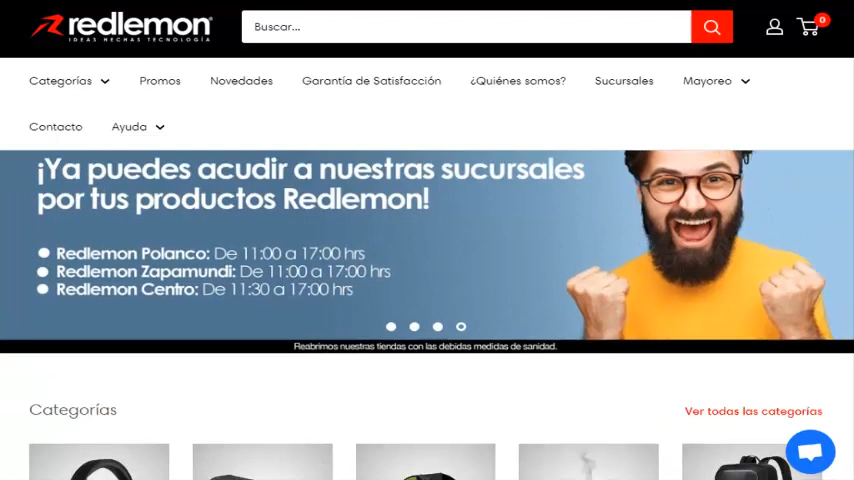 redlemon
IDEAS HECHAS TECNOLOGÍA
Buscar...
0
Categorías
Promos
Novedades
Garantía de Satisfacción
¿Quiénes somos?
Sucursales
Mayoreo
Contacto
Ayuda
¡Ya puedes acudir a nuestras sucursales
por tus productos Redlemon!
Redlemon Polanco: De 11:00 a 17:00 hrs
Redlemon Zapamundi: De 11:00 a 17:00 hrs
Redlemon Centro: De 11:30 a 17:00 hrs
Reabrimos nuestras tiendas con las debidas medidas de sanidad.
Categorías
Ver todas las categorías